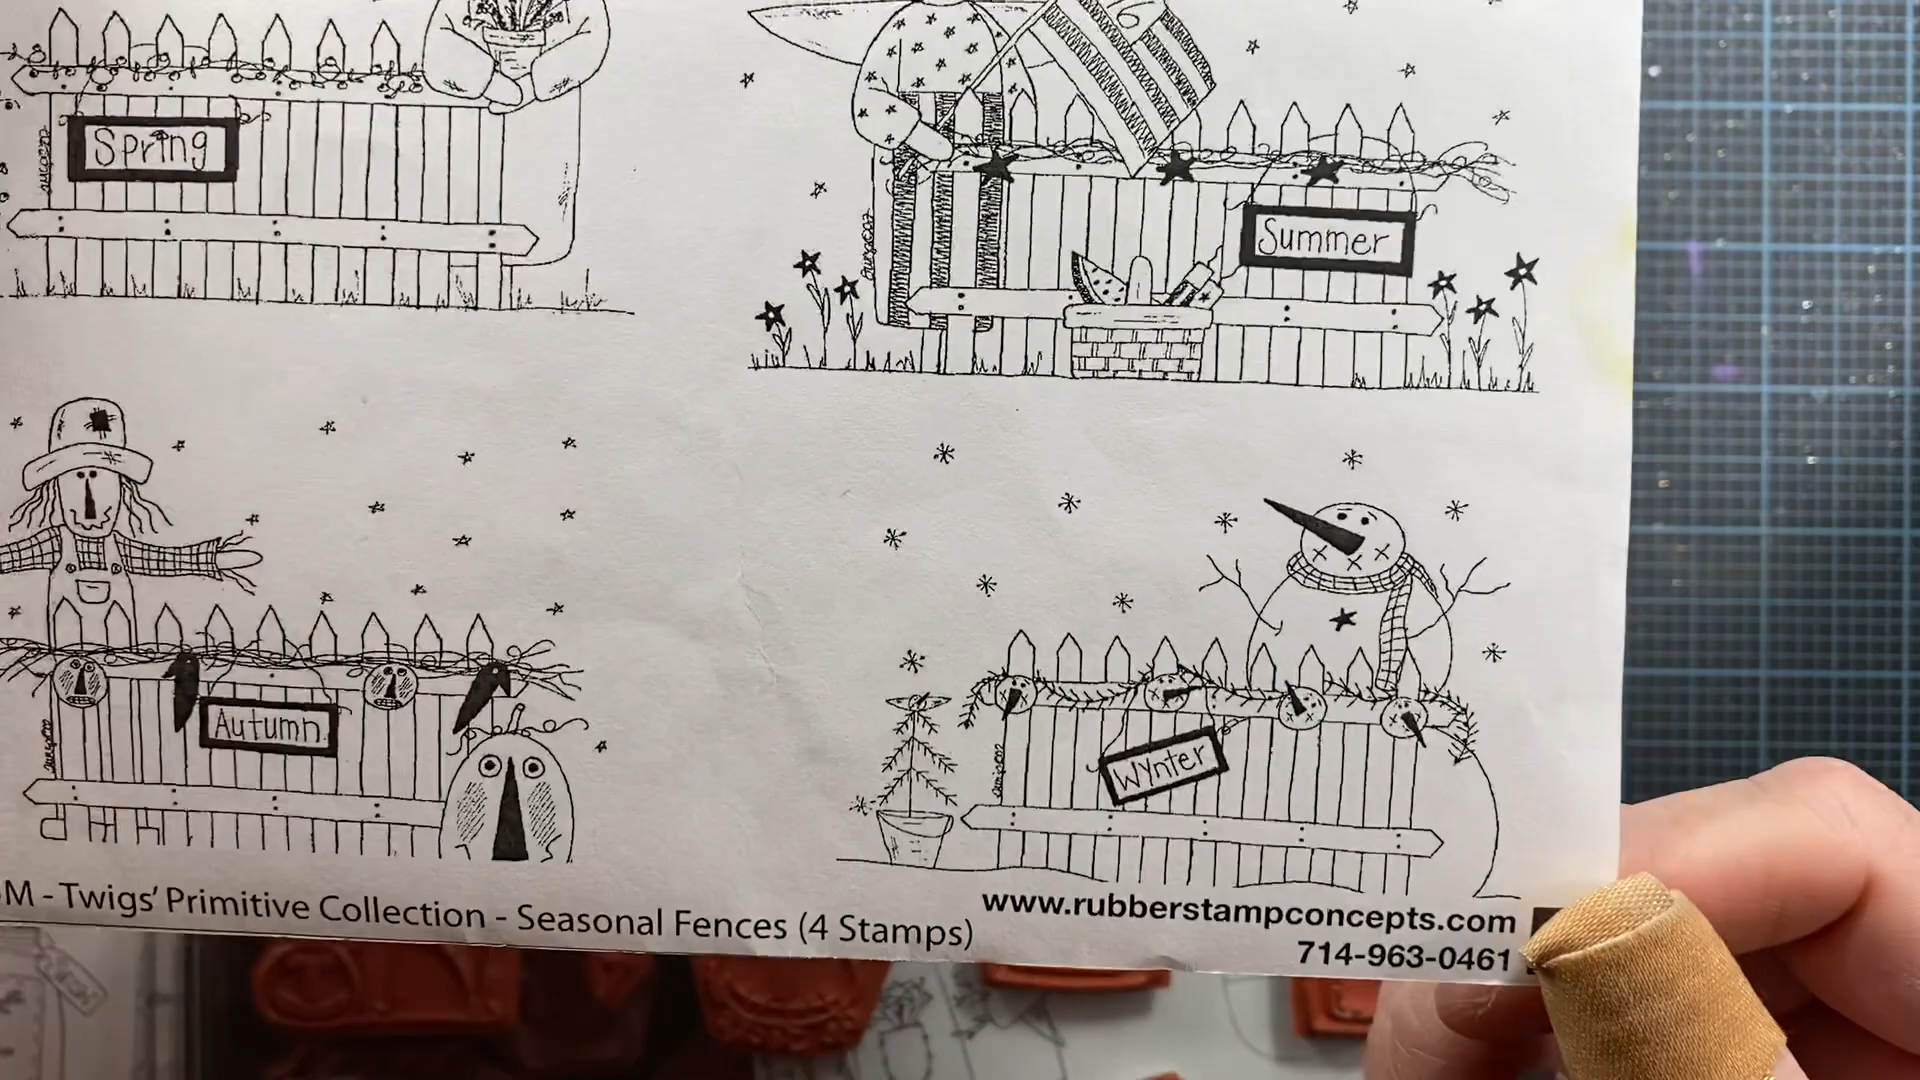 Spring
Summer
Autumn
Wynter
M - Twigs' Primitive Collection - Seasonal Fences (4 Stamps)
www.rubberstampconcepts.com
714-963-0461